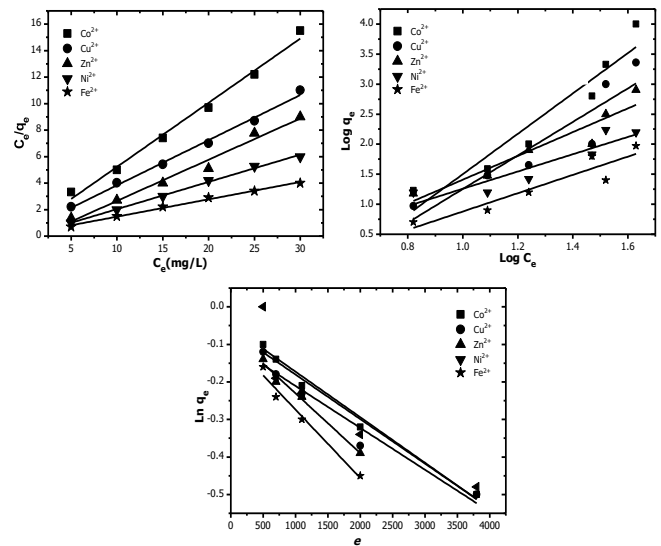 16
14
12
10
8
6
4
2
0
Cₑ/qₑ
Co²⁺
Cu²⁺
Zn²⁺
Ni²⁺
Fe²⁺
5 10 15 20 25 30
Cₑ(mg/L)
4.0
3.5
3.0
2.5
2.0
1.5
1.0
0.5
Log qₑ
Co²⁺
Cu²⁺
Zn²⁺
Ni²⁺
Fe²⁺
0.8 1.0 1.2 1.4 1.6
Log Cₑ
0.0
-0.1
-0.2
-0.3
-0.4
-0.5
Ln qₑ
Co²⁺
Cu²⁺
Zn²⁺
Ni²⁺
Fe²⁺
0 500 1000 1500 2000 2500 3000 3500 4000
e